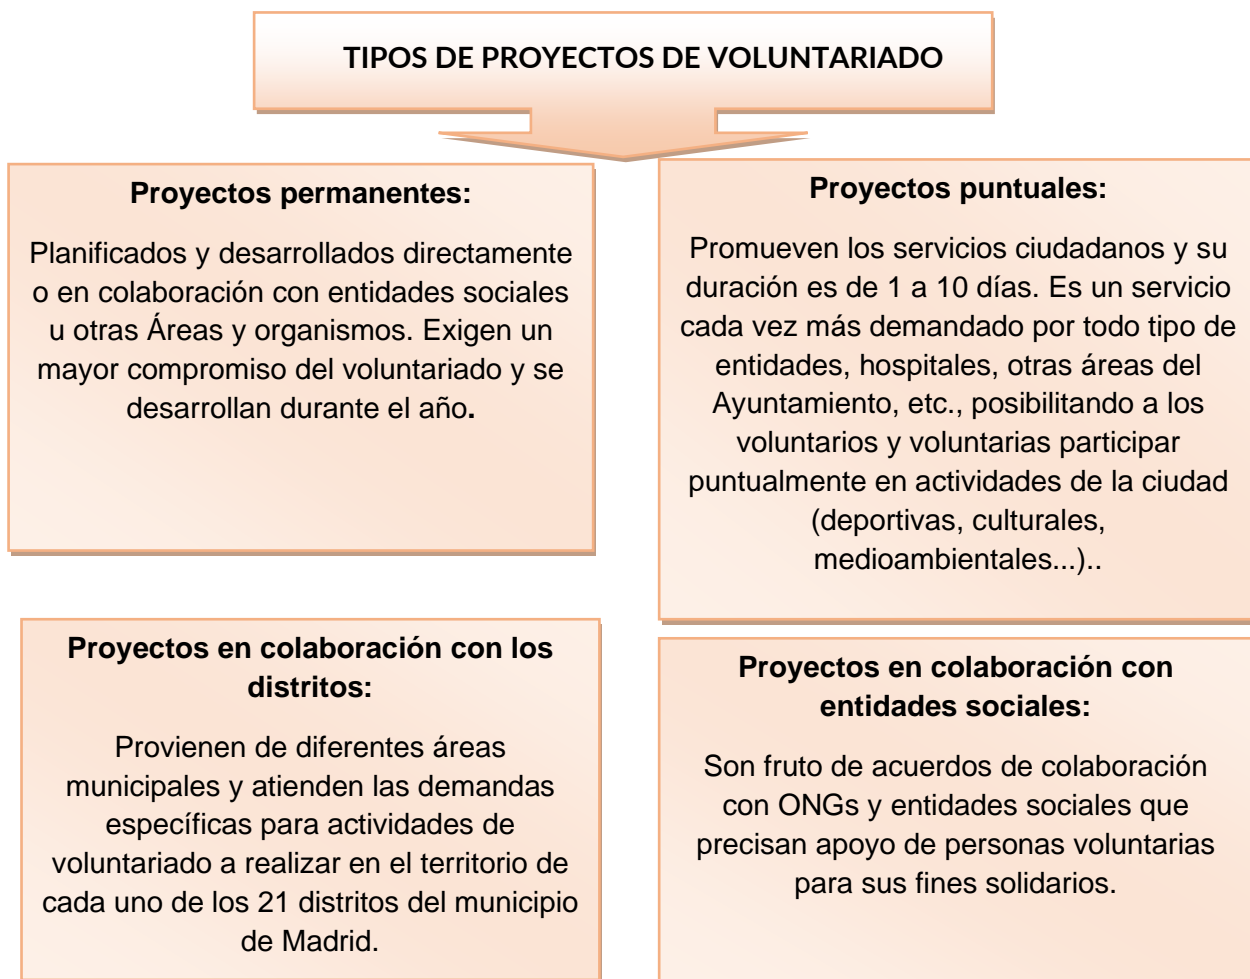 TIPOS DE PROYECTOS DE VOLUNTARIADO
Proyectos permanentes:
Planificados y desarrollados directamente
o en colaboración con entidades sociales
u otras Áreas y organismos. Exigen un
mayor compromiso del voluntariado y se
desarrollan durante el año.
Proyectos puntuales:
Promueven los servicios ciudadanos y su
duración es de 1 a 10 días. Es un servicio
cada vez más demandado por todo tipo de
entidades, hospitales, otras áreas del
Ayuntamiento, etc., posibilitando a los
voluntarios y voluntarias participar
puntualmente en actividades de la ciudad
(deportivas, culturales,
medioambientales...)..
Proyectos en colaboración con los
distritos:
Provienen de diferentes áreas
municipales y atienden las demandas
específicas para actividades de
voluntariado a realizar en el territorio de
cada uno de los 21 distritos del municipio
de Madrid.
Proyectos en colaboración con
entidades sociales:
Son fruto de acuerdos de colaboración
con ONGs y entidades sociales que
precisan apoyo de personas voluntarias
para sus fines solidarios.